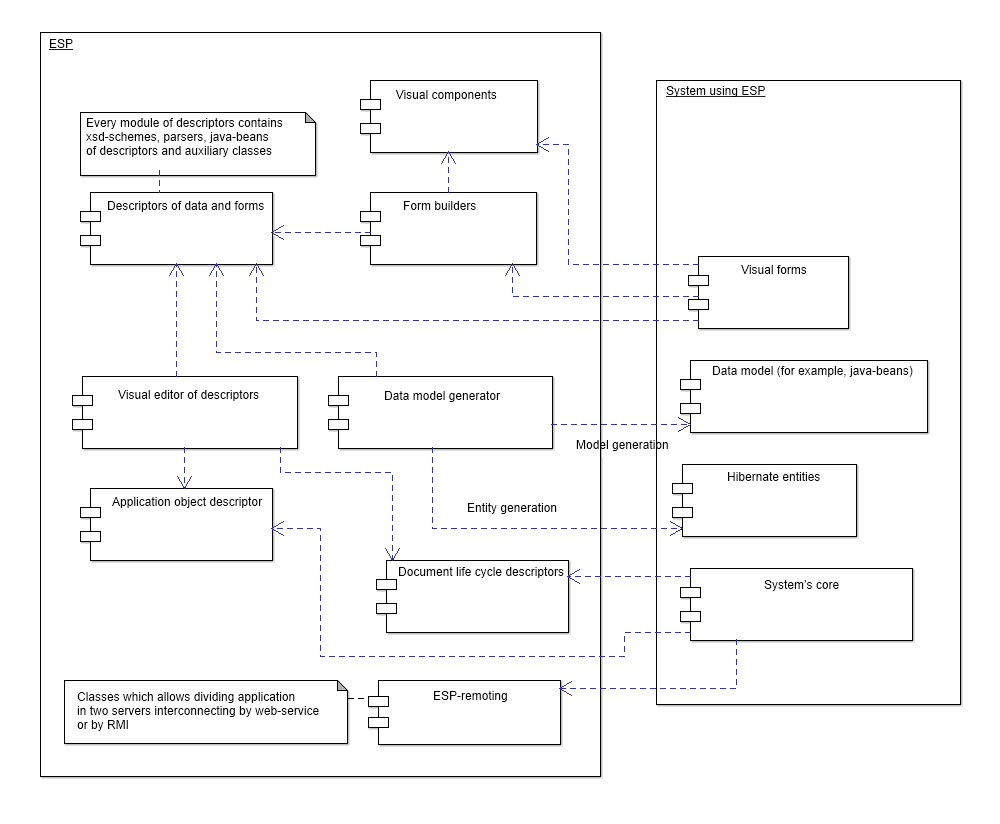 ESP
System using ESP
Visual components
Every module of descriptors contains
xsd-schemes, parsers, java-beans
of descriptors and auxiliary classes
Descriptors of data and forms
Form builders
Visual forms
Data model (for example, java-beans)
Visual editor of descriptors
Data model generator
Model generation
Hibernate entities
Application object descriptor
Entity generation
Document life cycle descriptors
System's core
Classes which allows dividing application
in two servers interconnecting by web-service
or by RMI
ESP-remoting